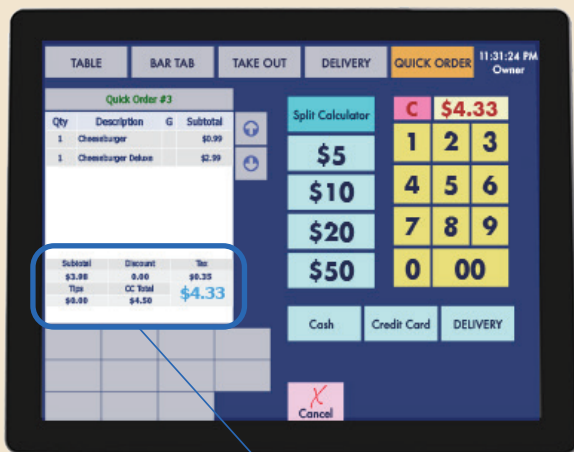 TABLE BAR TAB TAKE OUT DELIVERY QUICK ORDER 11:31:24 PM
Owner
Quick Order #3
Qty Description G Subtotal
1 Cheeseburger $0.99
1 Cheeseburger Deluxe $2.99
Subtotal Discount Tax
$3.98 0.00 $0.35
Tips CC Total $4.33
$0.00 $4.50
Split Calculator
$5
$10
$20
$50
C $4.33
1 2 3
4 5 6
7 8 9
0 00
Cash Credit Card DELIVERY
X
Cancel